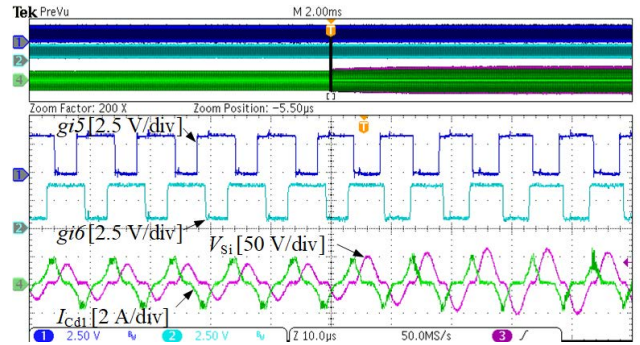 Tek PreVu M 2.00ms
T
1
2
4
Zoom Factor: 200 X Zoom Position: -5.50µs
T
gi5 [2.5 V/div]
1
2
gi6 [2.5 V/div]
VSi [50 V/div]
4
ICd1 [2 A/div]
1 2.50 V 2 2.50 V Z 10.0µs 50.0MS/s 3